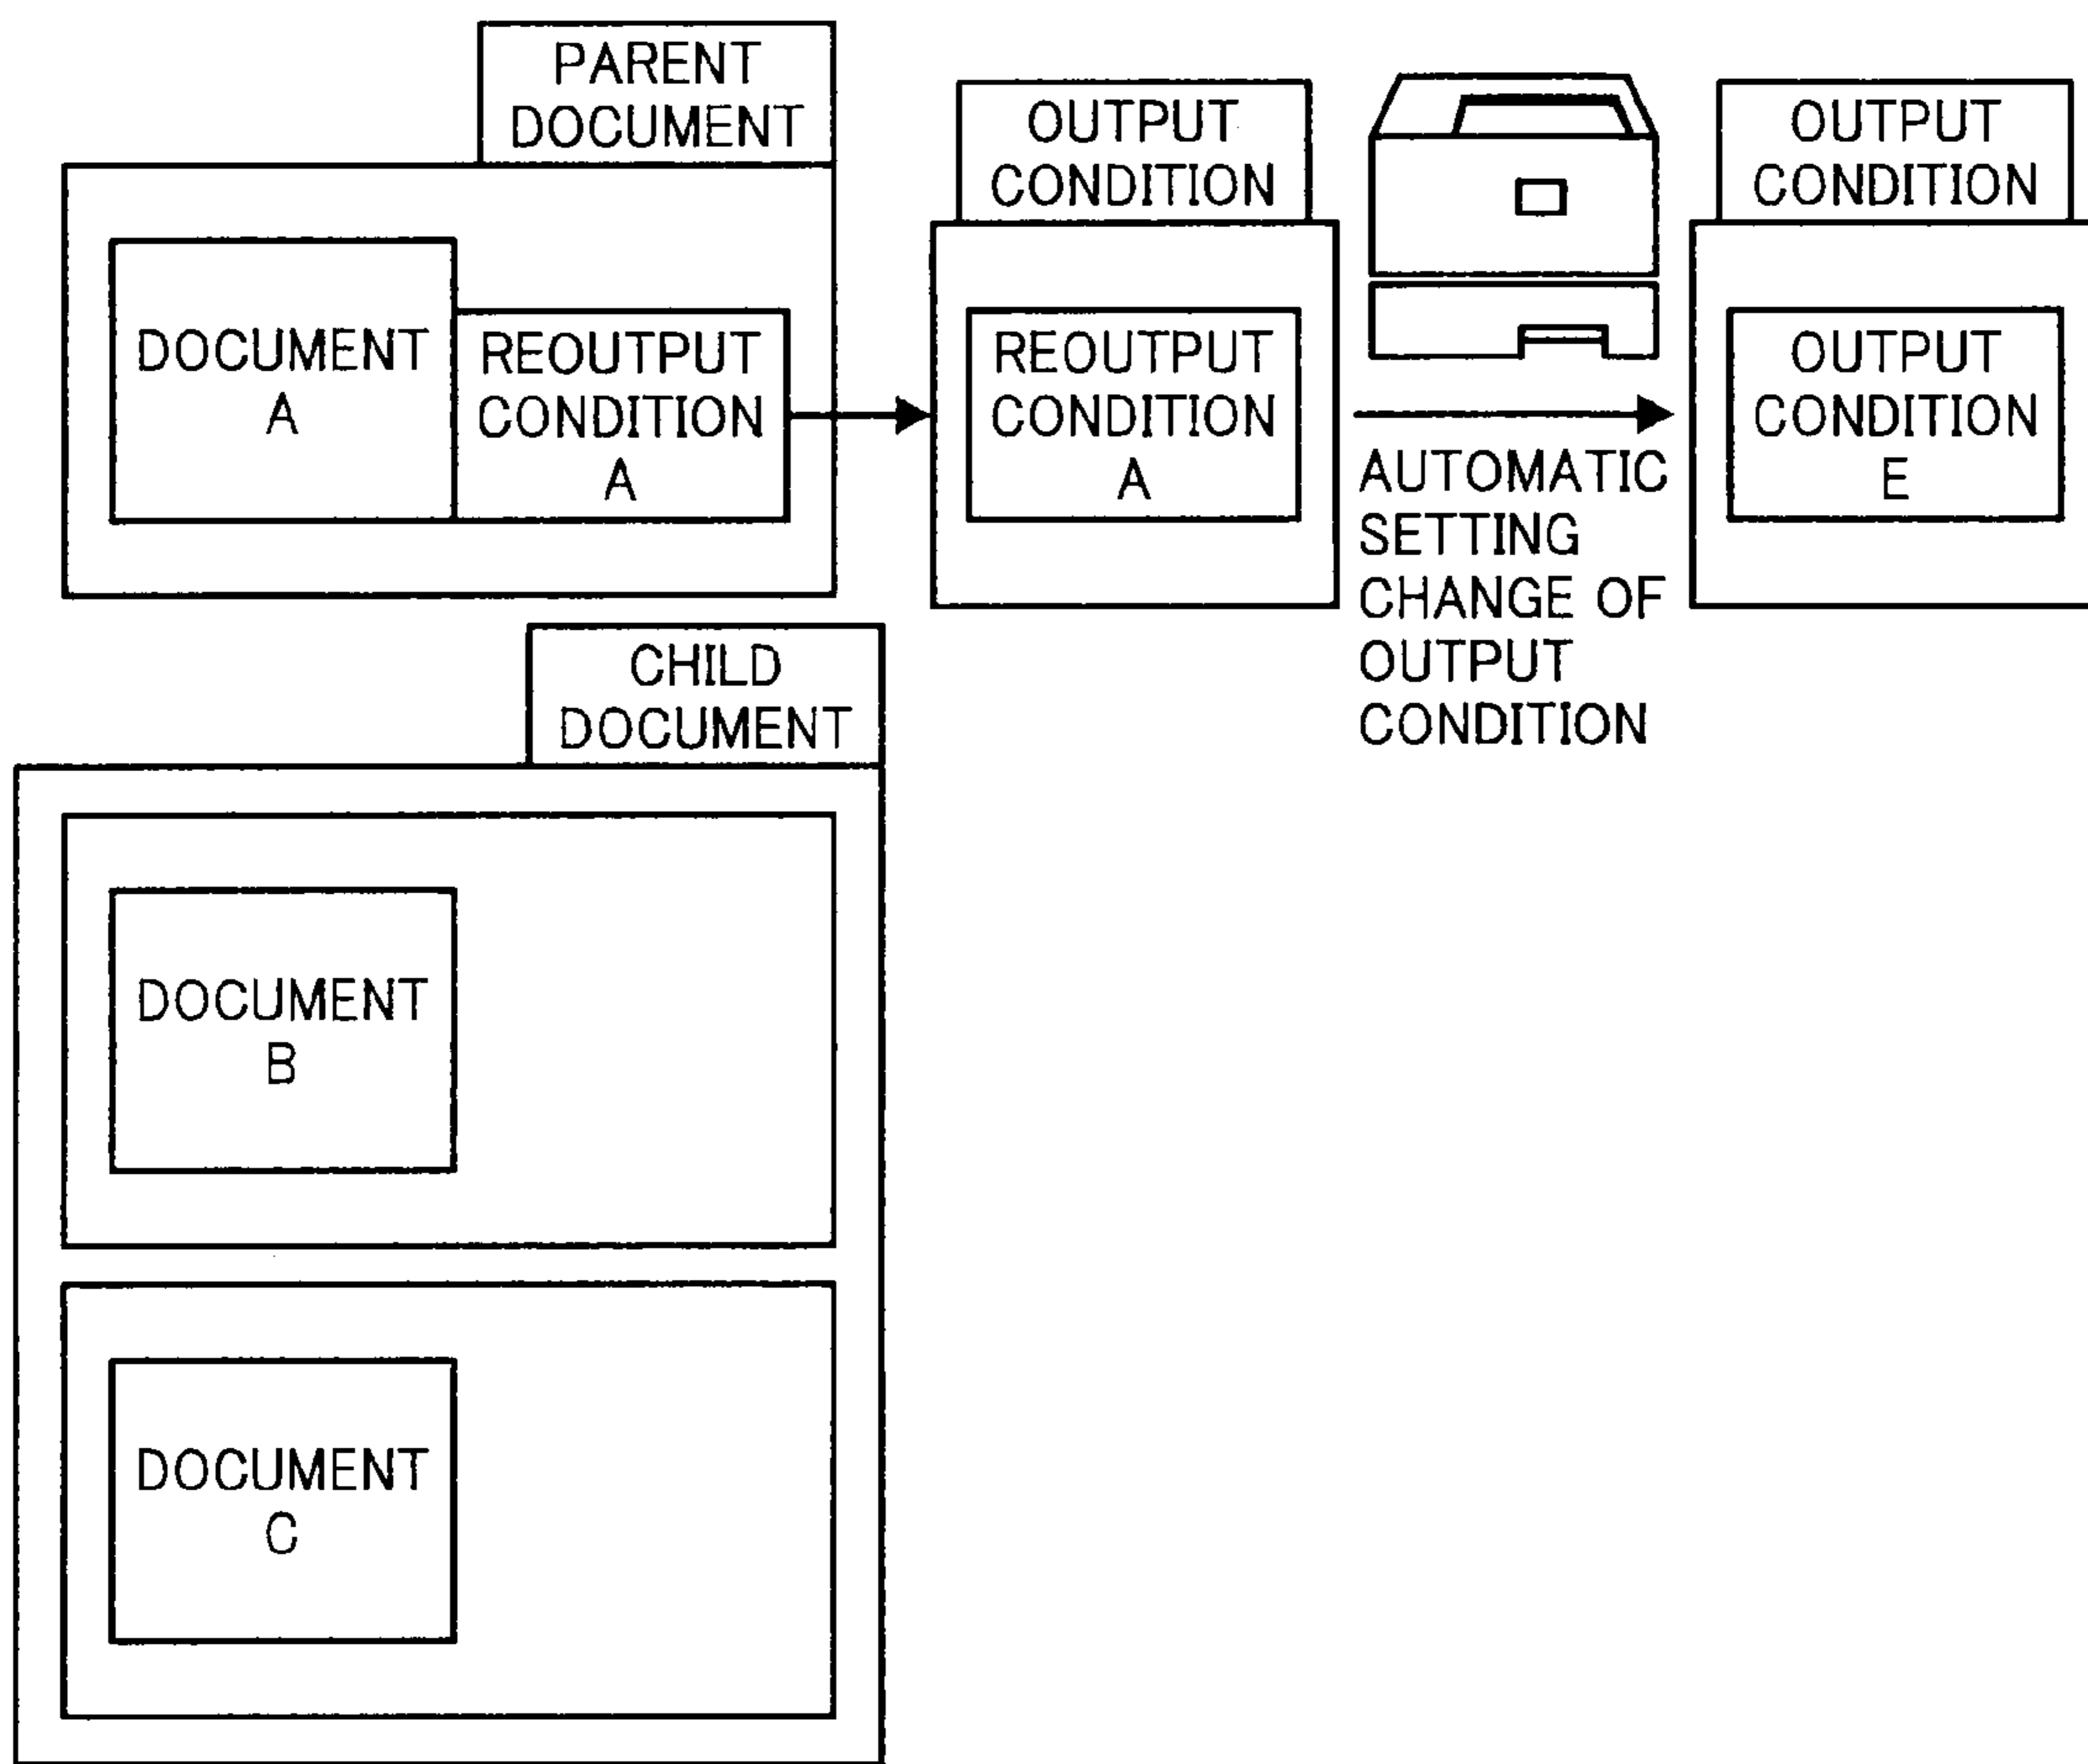 PARENT
DOCUMENT
DOCUMENT
A
REOUTPUT
CONDITION
A
OUTPUT
CONDITION
REOUTPUT
CONDITION
A
AUTOMATIC
SETTING
CHANGE OF
OUTPUT
CONDITION
OUTPUT
CONDITION
OUTPUT
CONDITION
E
CHILD
DOCUMENT
DOCUMENT
B
DOCUMENT
C